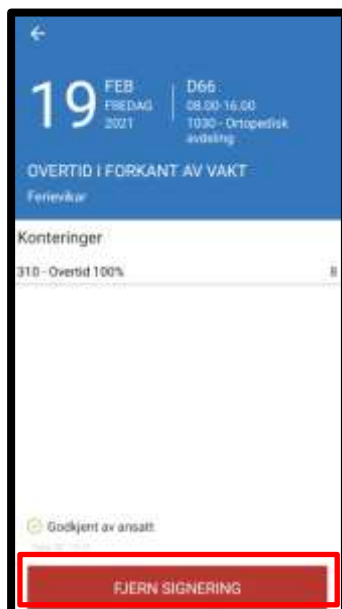 19
FEB
FREDAG
2021
D66
08.00-16.00
1030 - Ortopedisk
avdeling
OVERTID I FORKANT AV VAKT
Ferievikar
Konteringer
310 - Overtid 100%
8
Godkjent av ansatt
FJERN SIGNERING